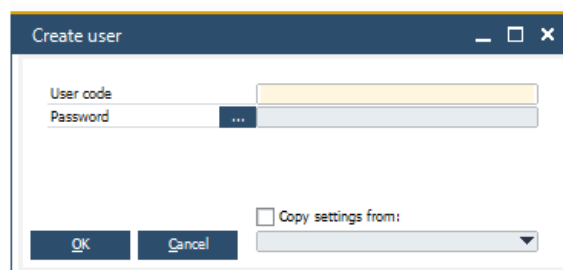 Create user
User code
Password ...
Copy settings from:
OK Cancel